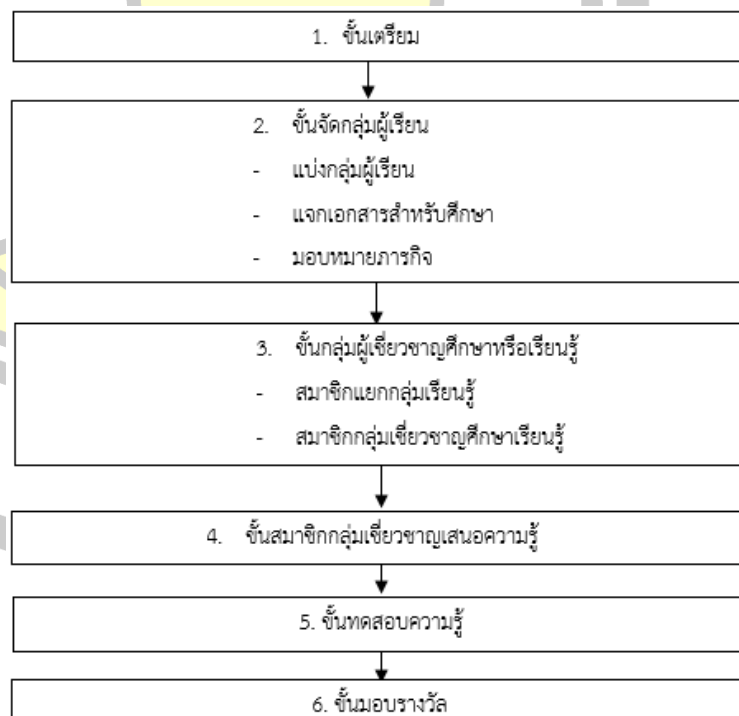 1. ขั้นเตรียม
2. ขั้นจัดกลุ่มผู้เรียน
- แบ่งกลุ่มผู้เรียน
- แจกเอกสารสำหรับศึกษา
- มอบหมายภารกิจ
3. ขั้นกลุ่มผู้เชี่ยวชาญศึกษาหรือเรียนรู้
- สมาชิกแยกกลุ่มเรียนรู้
- สมาชิกกลุ่มเชี่ยวชาญศึกษาเรียนรู้
4. ขั้นสมาชิกกลุ่มเชี่ยวชาญเสนอความรู้
5. ขั้นทดสอบความรู้
6. ขั้นมอบรางวัล